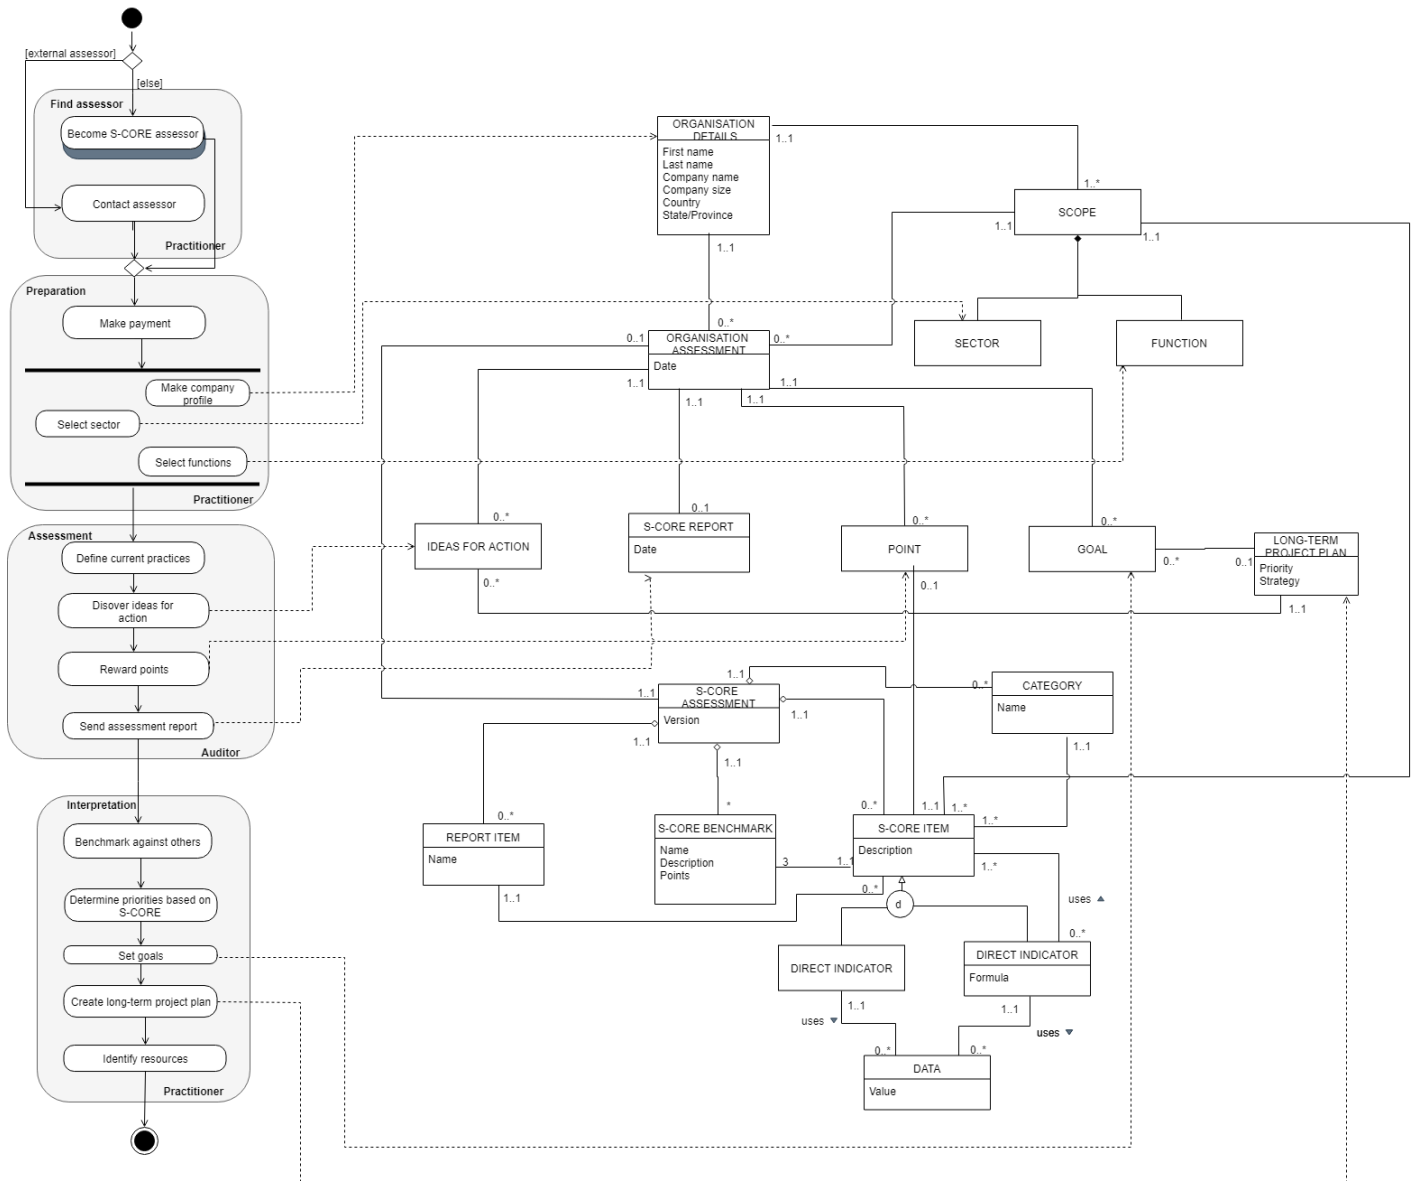 [external assessor]
[else]
Find assessor
Become S-CORE assessor
Contact assessor
Practitioner
Preparation
Make payment
Make company
profile
Select sector
Select functions
Practitioner
Assessment
Define current practices
Disover ideas for
action
Reward points
Send assessment report
Auditor
Interpretation
Benchmark against others
Determine priorities based on
S-CORE
Set goals
Create long-term project plan
Identify resources
Practitioner
ORGANISATION
DETAILS
First name
Last name
Company name
Company size
Country
State/Province
1..1
1..1
1..*
SCOPE
1..1
1..1
SECTOR
FUNCTION
0..*
0..1
0..*
ORGANISATION
ASSESSMENT
Date
1..1
1..1
1..1
1..1
0..*
IDEAS FOR ACTION
0..*
0..1
S-CORE REPORT
Date
0..*
POINT
0..1
0..*
GOAL
0..*
0..1
LONG-TERM
PROJECT PLAN
Priority
Strategy
1..1
1..1
1..1
S-CORE
ASSESSMENT
Version
1..1
1..1
1..1
0..*
CATEGORY
Name
1..1
0..*
REPORT ITEM
Name
1..1
*
S-CORE BENCHMARK
Name
Description
Points
3
1..1
0..*
1..1
1..*
S-CORE ITEM
Description
1..*
1..*
0..*
d
uses
0..*
DIRECT INDICATOR
1..1
uses
DIRECT INDICATOR
Formula
1..1
uses
0..*
0..*
DATA
Value